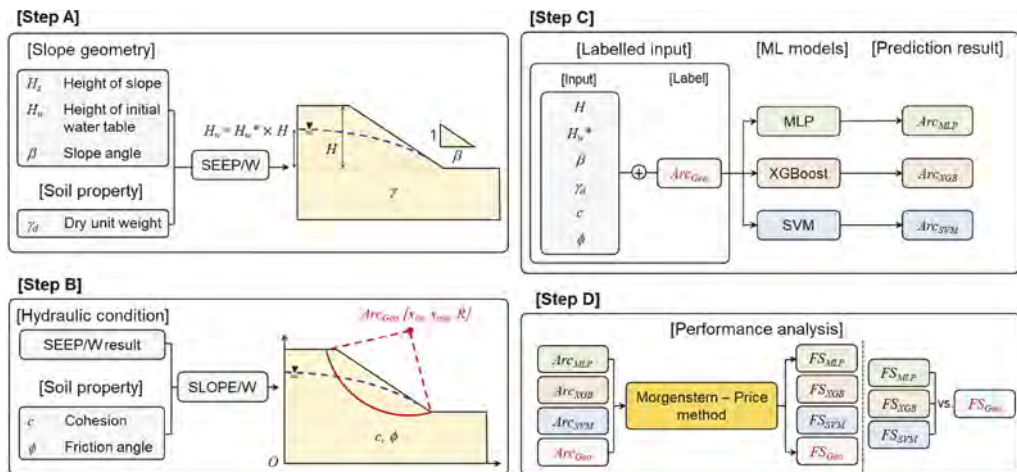 [Step A]
[Slope geometry]
Hs Height of slope
Hw Height of initial
water table
β Slope angle
[Soil property]
γd Dry unit weight
SEEP/W
Hw = Hw* × H
H
1
β
γ
[Step B]
[Hydraulic condition]
SEEP/W result
[Soil property]
c Cohesion
ϕ Friction angle
SLOPE/W
ArcGeo
R]
c, ϕ
O
[Step C]
[Labelled input]
[ML models]
[Prediction result]
[Input]
[Label]
H
Hw*
β
γd
c
ϕ
ArcGeo.
MLP
XGBoost
SVM
ArcMLP
ArcXGB
ArcSVM
[Step D]
[Performance analysis]
ArcMLP
ArcXGB
ArcSVM
ArcGeo
Morgenstern – Price
method
FSMLP
FSXGB
FSSVM
FSGeo
FSMLP
FSXGB
FSSVM
vs.
FSGeo.